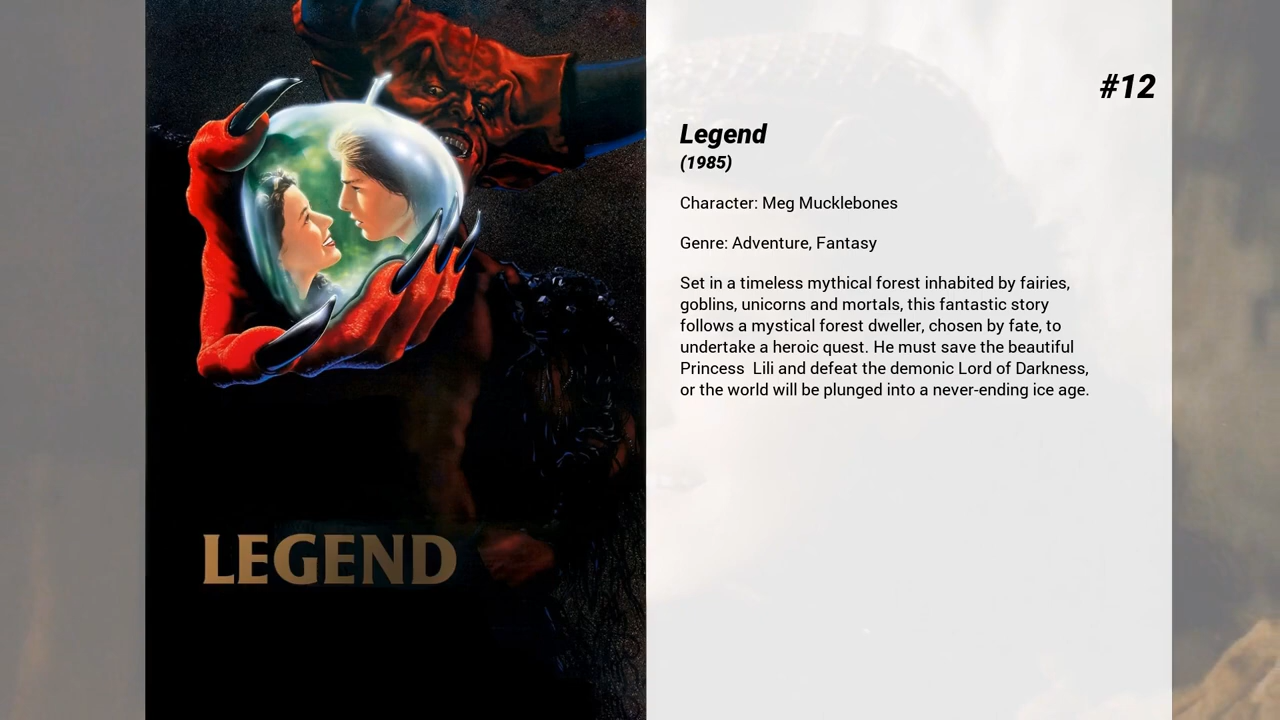 #12
Legend
(1985)
Character: Meg Mucklebones
Genre: Adventure, Fantasy
Set in a timeless mythical forest inhabited by fairies,
goblins, unicorns and mortals, this fantastic story
follows a mystical forest dweller, chosen by fate, to
undertake a heroic quest. He must save the beautiful
Princess  Lili and defeat the demonic Lord of Darkness,
or the world will be plunged into a never-ending ice age.
LEGEND